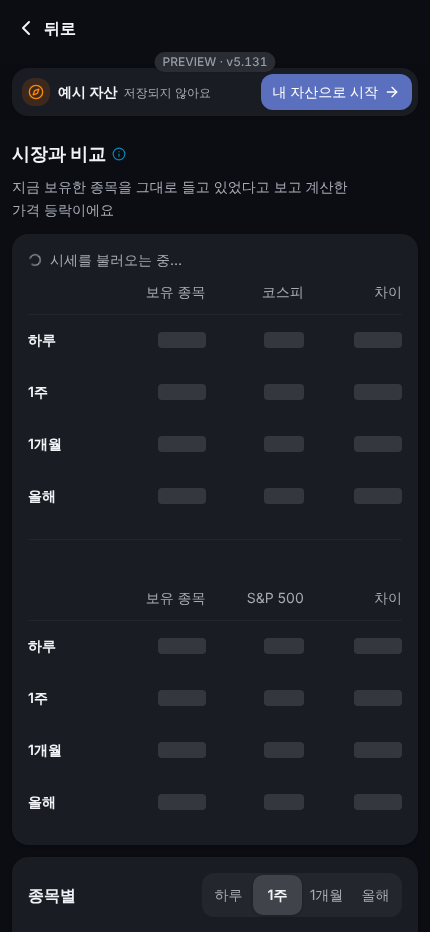 뒤로
PREVIEW · v5.131
예시 자산 저장되지 않아요 내 자산으로 시작
시장과 비교
지금 보유한 종목을 그대로 들고 있었다고 보고 계산한
가격 등락이에요
시세를 불러오는 중...
보유 종목 코스피 차이
하루
1주
1개월
올해
보유 종목 S&P 500 차이
하루
1주
1개월
올해
종목별 하루 1주 1개월 올해